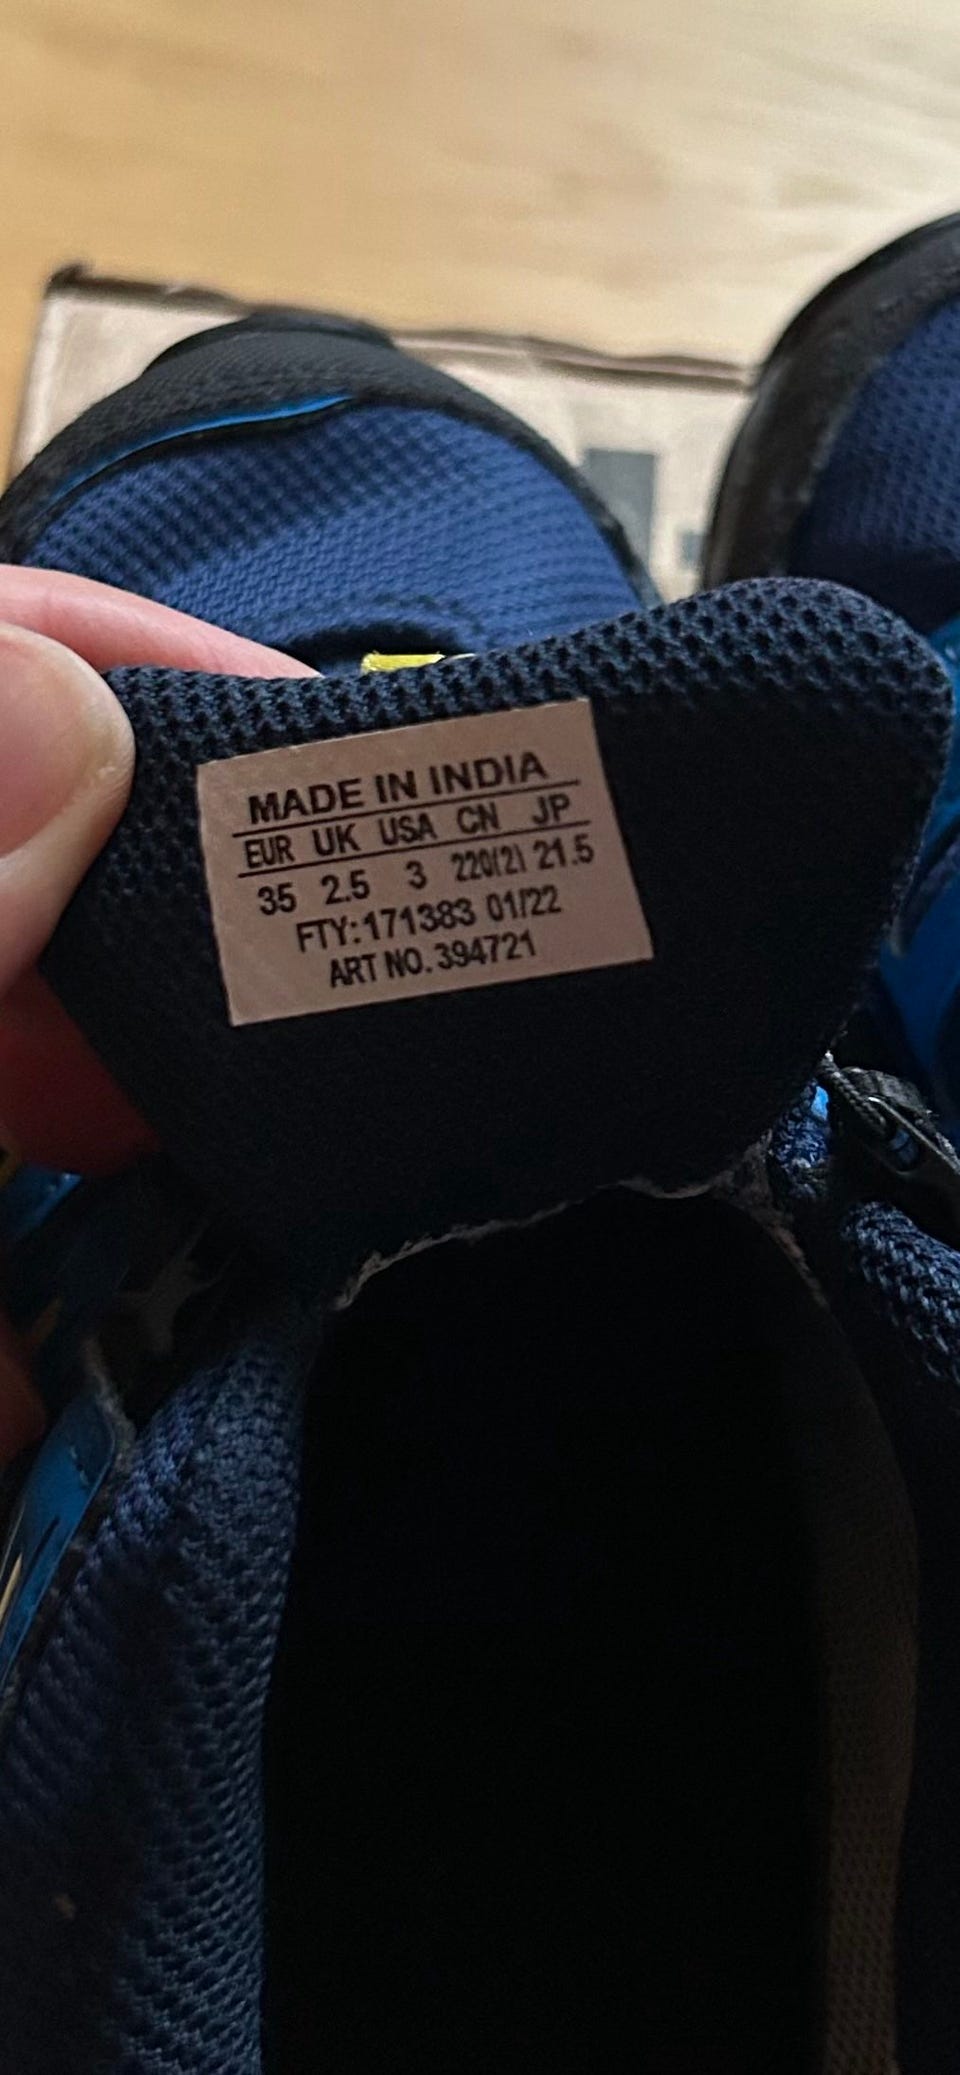 MADE IN INDIA
EUR UK USA CN JP
35 2.5 3 220(2) 21.5
FTY:171383 01/22
ART NO. 394721